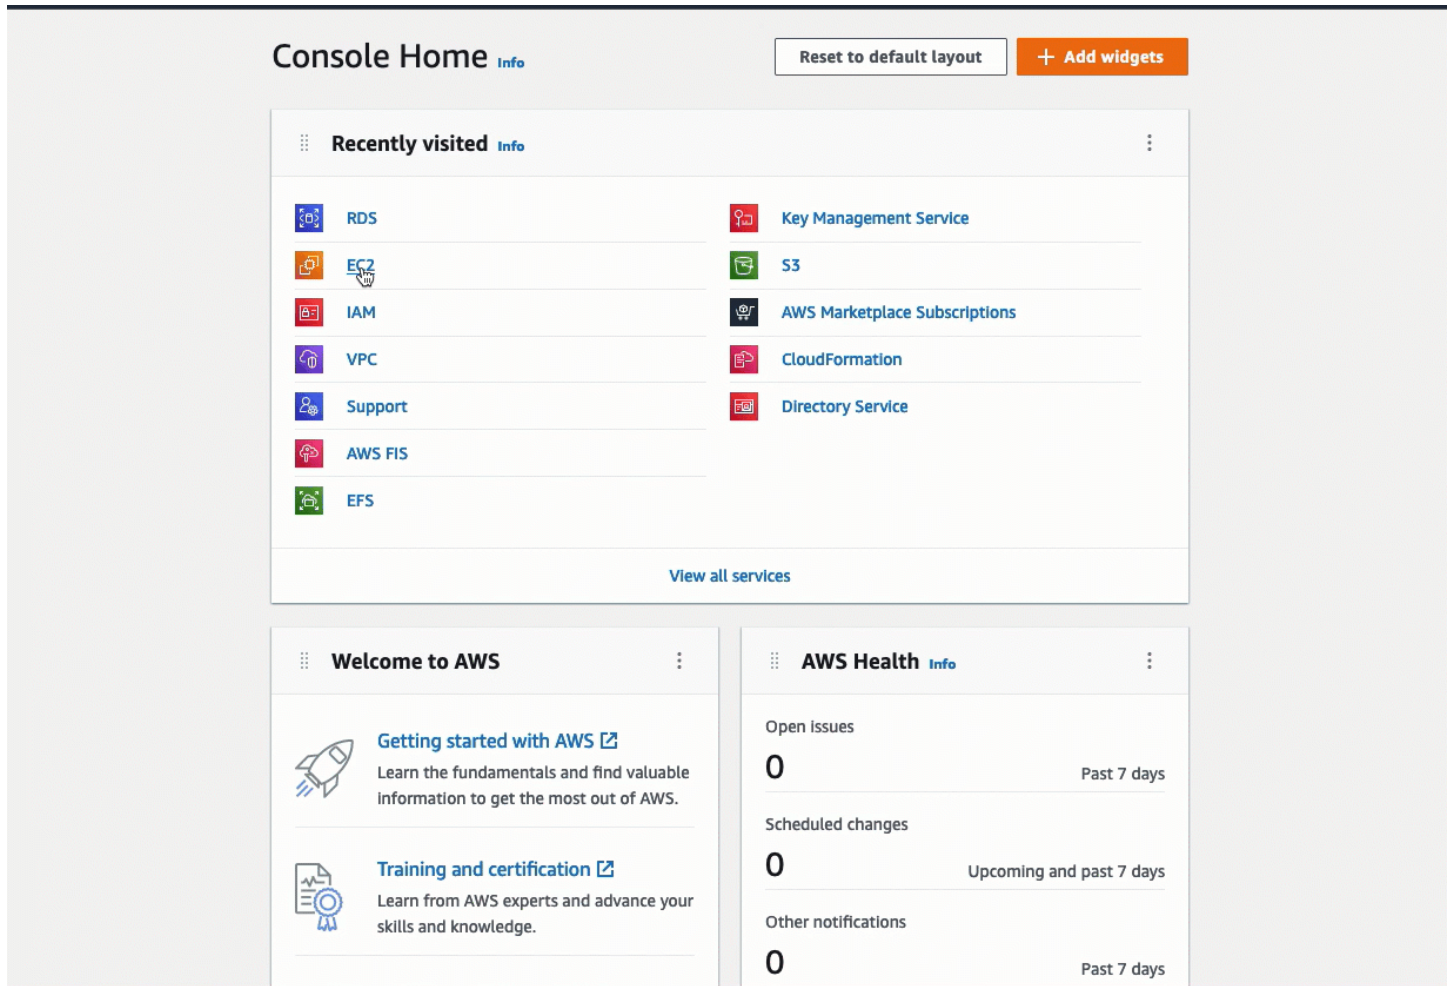 Console Home Info
Reset to default layout
+ Add widgets
Recently visited Info
RDS
EC2
IAM
VPC
Support
AWS FIS
EFS
Key Management Service
S3
AWS Marketplace Subscriptions
CloudFormation
Directory Service
View all services
Welcome to AWS
Getting started with AWS
Learn the fundamentals and find valuable
information to get the most out of AWS.
Training and certification
Learn from AWS experts and advance your
skills and knowledge.
AWS Health Info
Open issues
0 Past 7 days
Scheduled changes
0 Upcoming and past 7 days
Other notifications
0 Past 7 days